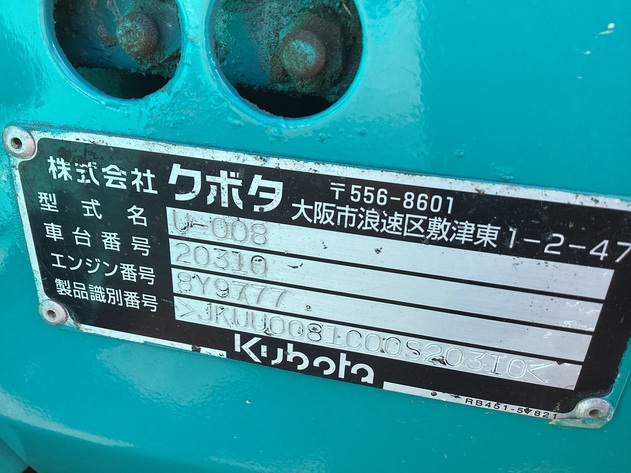 株式会社 クボタ 〒556-8601
大阪市浪速区敷津東1-2-47
型式名 U-008
車台番号 20310
エンジン番号 8Y9777
製品識別番号 >JKUU0081C00S20310<
Kubota